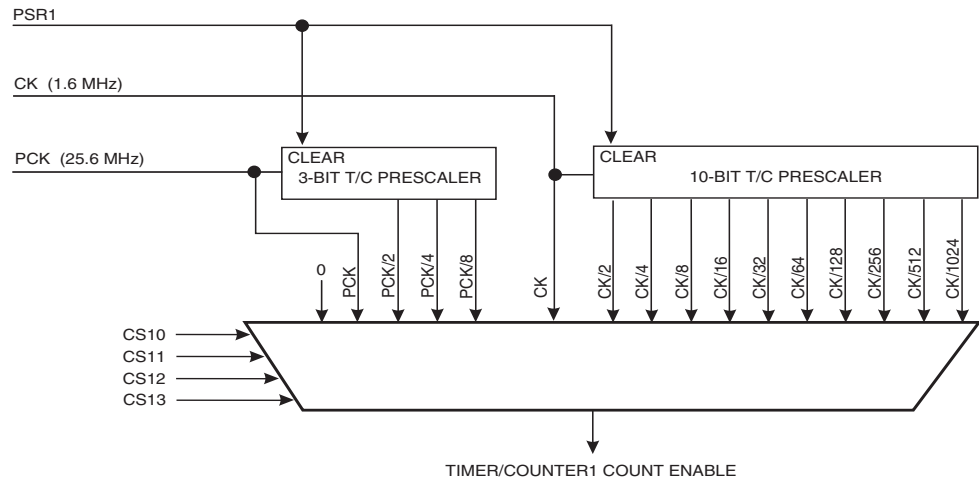 PSR1
CK (1.6 MHz)
PCK (25.6 MHz)
CLEAR
3-BIT T/C PRESCALER
CLEAR
10-BIT T/C PRESCALER
0
PCK
PCK/2
PCK/4
PCK/8
CK
CK/2
CK/4
CK/8
CK/16
CK/32
CK/64
CK/128
CK/256
CK/512
CK/1024
CS10
CS11
CS12
CS13
TIMER/COUNTER1 COUNT ENABLE